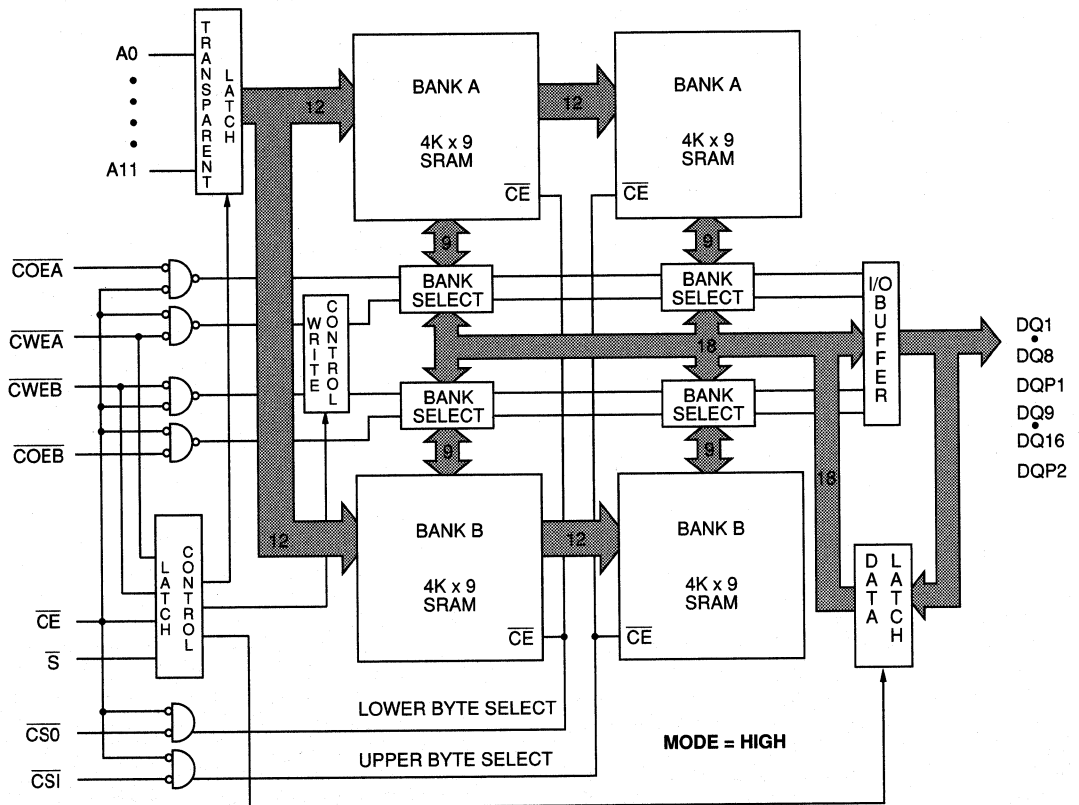 A0
A11
TRANSPARENT
LATCH
12
BANK A
4K x 9
SRAM
CE
12
BANK A
4K x 9
SRAM
CE
9
9
COEA
CWEA
CWEB
COEB
WRITE
CONTROL
BANK
SELECT
BANK
SELECT
18
BANK
SELECT
BANK
SELECT
I/O
BUFFER
DQ1
DQ8
DQP1
DQ9
DQ16
DQP2
9
9
18
12
BANK B
4K x 9
SRAM
CE
12
BANK B
4K x 9
SRAM
CE
LATCH
CONTROL
DATA
LATCH
CE
S
CS0
CSI
LOWER BYTE SELECT
UPPER BYTE SELECT
MODE = HIGH